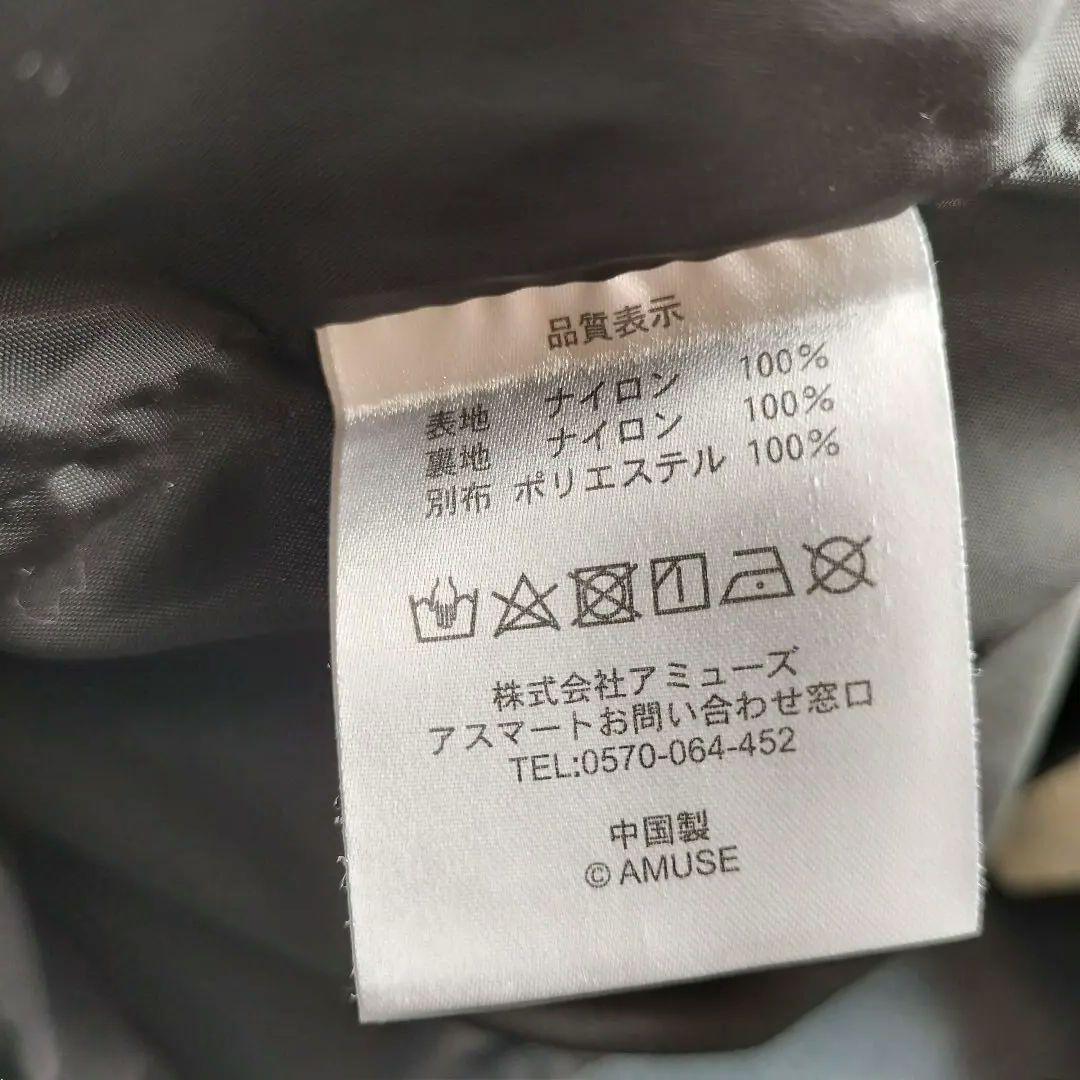 品質表示
表地 ナイロン 100%
裏地 ナイロン 100%
別布 ポリエステル 100%
株式会社アミューズ
アスマートお問い合わせ窓口
TEL:0570-064-452
中国製
© AMUSE